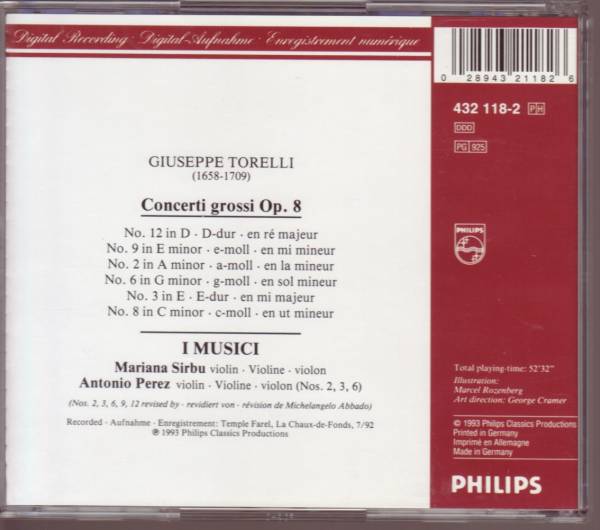 Digital Recording · Digital-Aufnahme · Enregistrement numérique
0 28943 21182 6
432 118-2 PH
DDD
PG 925
GIUSEPPE TORELLI
(1658-1709)
Concerti grossi Op. 8
No. 12 in D · D-dur · en ré majeur
No. 9 in E minor · e-moll · en mi mineur
No. 2 in A minor · a-moll · en la mineur
No. 6 in G minor · g-moll · en sol mineur
No. 3 in E · E-dur · en mi majeur
No. 8 in C minor · c-moll · en ut mineur
I MUSICI
Mariana Sirbu violin · Violine · violon
Antonio Perez violin · Violine · violon (Nos. 2, 3, 6)
(Nos. 2, 3, 6, 9, 12 revised by · revidiert von · révision de Michelangelo Abbado)
Recorded · Aufnahme · Enregistrement: Temple Farel, La Chaux-de-Fonds, 7/92
℗ 1993 Philips Classics Productions
PHILIPS
Total playing-time: 52'32"
Illustration:
Marcel Rozenberg
Art direction: George Cramer
© 1993 Philips Classics Productions
Printed in Germany
Imprimé en Allemagne
Made in Germany
PHILIPS